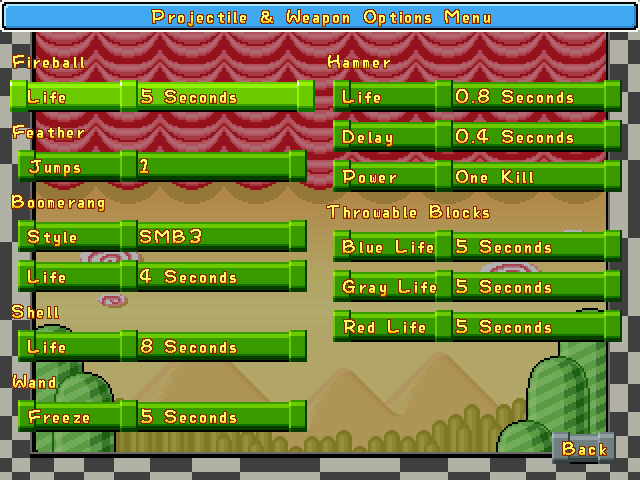 Projectile & Weapon Options Menu
Fireball
Life 5 Seconds
Feather
Jumps 1
Boomerang
Style SMB3
Life 4 Seconds
Shell
Life 8 Seconds
Wand
Freeze 5 Seconds
Hammer
Life 0.8 Seconds
Delay 0.4 Seconds
Power One Kill
Throwable Blocks
Blue Life 5 Seconds
Gray Life 5 Seconds
Red Life 5 Seconds
Back